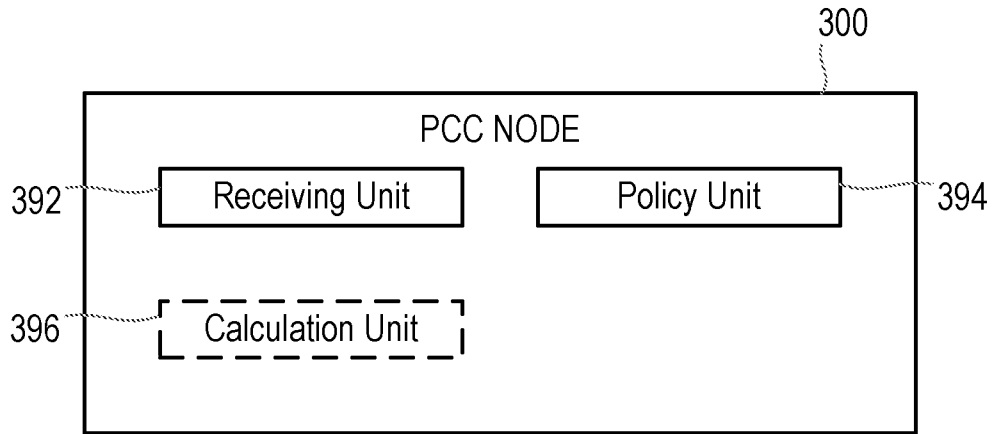 300
PCC NODE
392
Receiving Unit
Policy Unit
394
396
Calculation Unit